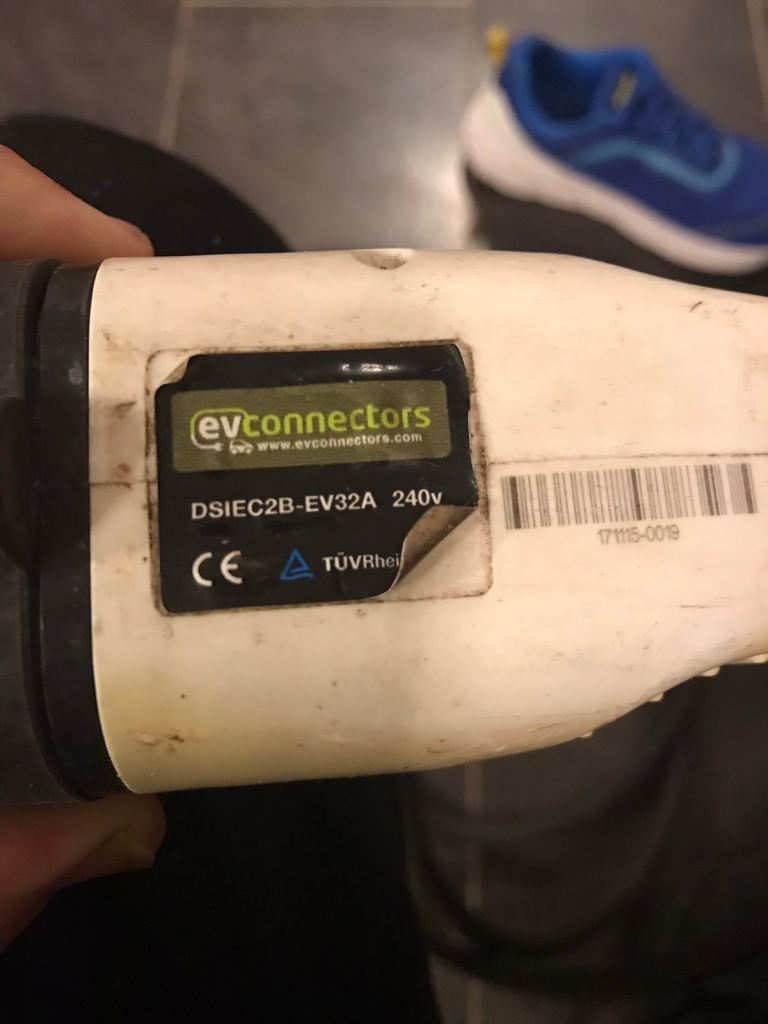 evconnectors
www.evconnectors.com
DSIEC2B-EV32A 240v
CE TÜVRhei
171115-0019